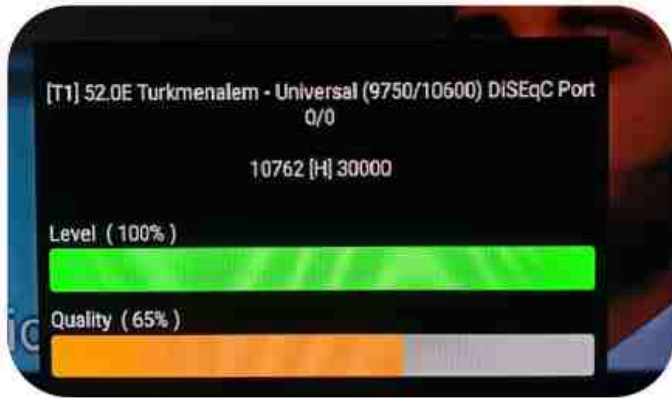 [T1] 52.0E Turkmenalem - Universal (9750/10600) DiSEqC Port
0/0
10762 [H] 30000
Level ( 100% )
Quality ( 65% )